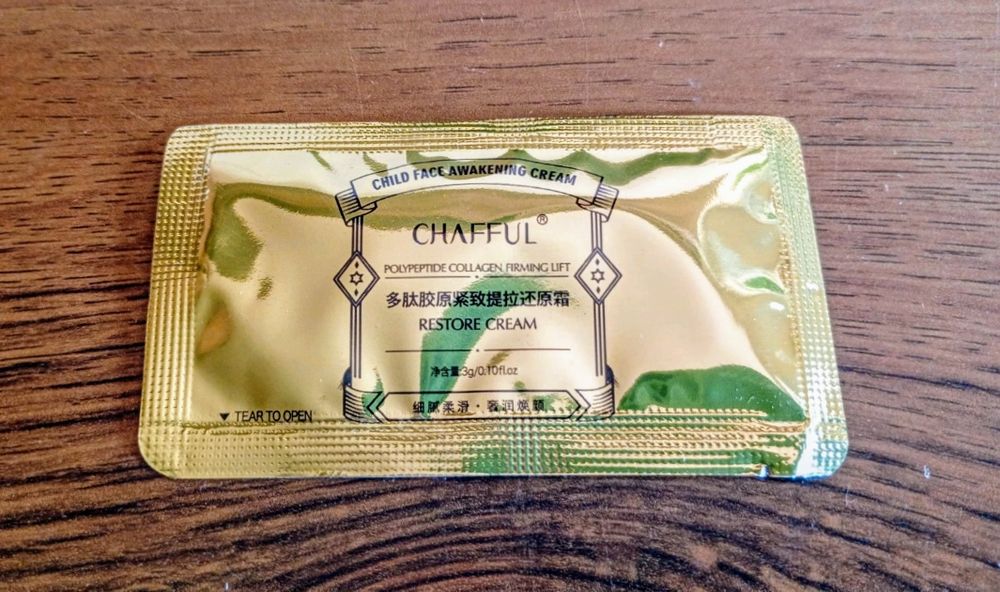 CHILD FACE AWAKENING CREAM
CHAFFUL®
POLYPEPTIDE COLLAGEN FIRMING LIFT
多肽胶原紧致提拉还原霜
RESTORE CREAM
净含量:3g/0.10fl.oz
细腻柔滑·奢润焕颜
▼ TEAR TO OPEN